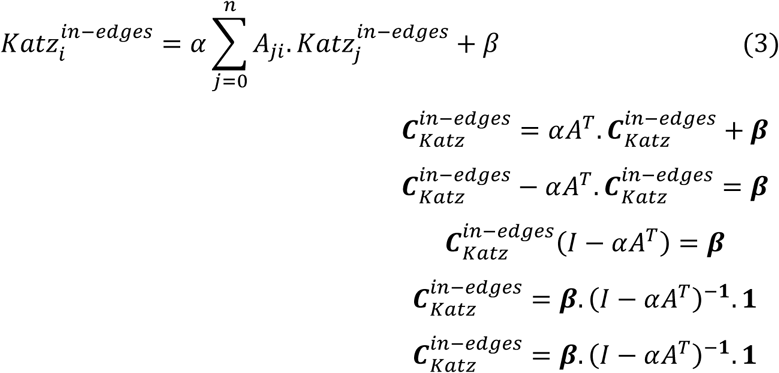 Katz_i^{in−edges} = α ∑_{j=0}^{n} A_{ji}. Katz_j^{in−edges} + β (3)
C_{Katz}^{in−edges} = αA^T. C_{Katz}^{in−edges} + β
C_{Katz}^{in−edges} − αA^T. C_{Katz}^{in−edges} = β
C_{Katz}^{in−edges}(I − αA^T) = β
C_{Katz}^{in−edges} = β. (I − αA^T)^{−1}. 1
C_{Katz}^{in−edges} = β. (I − αA^T)^{−1}. 1